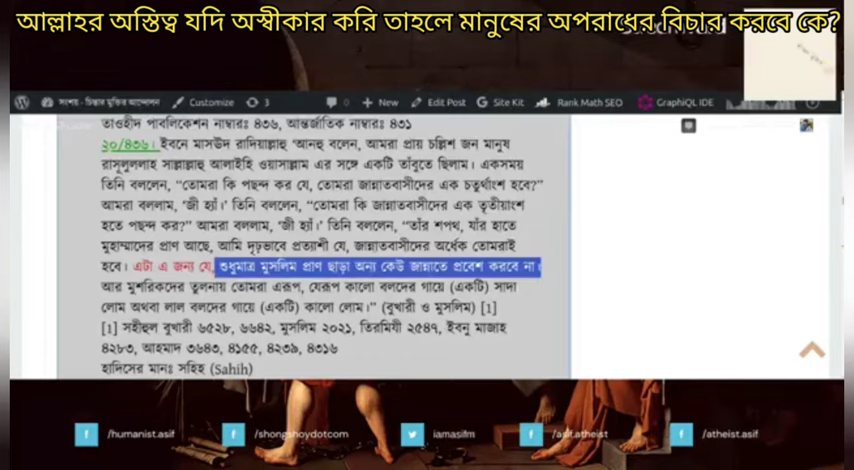 আল্লাহর অস্তিত্ব যদি অস্বীকার করি তাহলে মানুষের অপরাধের বিচার করবে কে?
সংশয় - চিন্তার মুক্তির আন্দোলন Customize 3 0 New Edit Post Site Kit Rank Math SEO GraphiQL IDE
তাওহীদ পাবলিকেশন নাম্বারঃ ৪৩৬, আন্তর্জাতিক নাম্বারঃ ৪৩১
২০/৪৩৬। ইবনে মাসঊদ রাদিয়াল্লাহু 'আনহু বলেন, আমরা প্রায় চল্লিশ জন মানুষ
রাসূলুললাহ সাল্লাল্লাহু আলাইহি ওয়াসাল্লাম এর সঙ্গে একটি তাঁবুতে ছিলাম। একসময়
তিনি বললেন, “তোমরা কি পছন্দ কর যে, তোমরা জান্নাতবাসীদের এক চতুর্থাংশ হবে?”
আমরা বললাম, ‘জী হ্যাঁ।’ তিনি বললেন, “তোমরা কি জান্নাতবাসীদের এক তৃতীয়াংশ
হতে পছন্দ কর?” আমরা বললাম, ‘জী হ্যাঁ।’ তিনি বললেন, “তাঁর শপথ, যাঁর হাতে
মুহাম্মাদের প্রাণ আছে, আমি দৃঢ়ভাবে প্রত্যাশী যে, জান্নাতবাসীদের অর্ধেক তোমরাই
হবে। এটা এ জন্য যে, শুধুমাত্র মুসলিম প্রাণ ছাড়া অন্য কেউ জান্নাতে প্রবেশ করবে না।
আর মুশরিকদের তুলনায় তোমরা এরূপ, যেরূপ কালো বলদের গায়ে (একটি) সাদা
লোম অথবা লাল বলদের গায়ে (একটি) কালো লোম।” (বুখারী ও মুসলিম) [1]
[1] সহীহুল বুখারী ৬৫২৮, ৬৬৪২, মুসলিম ২০২১, তিরমিযী ২৫৪৭, ইবনু মাজাহ
৪২৮৩, আহমাদ ৩৬৪৩, ৪১৫৫, ৪২৩৯, ৪৩১৬
হাদিসের মানঃ সহিহ (Sahih)
/humanist.asif /shongshoydotcom iamasifm /asif.atheist /atheist.asif